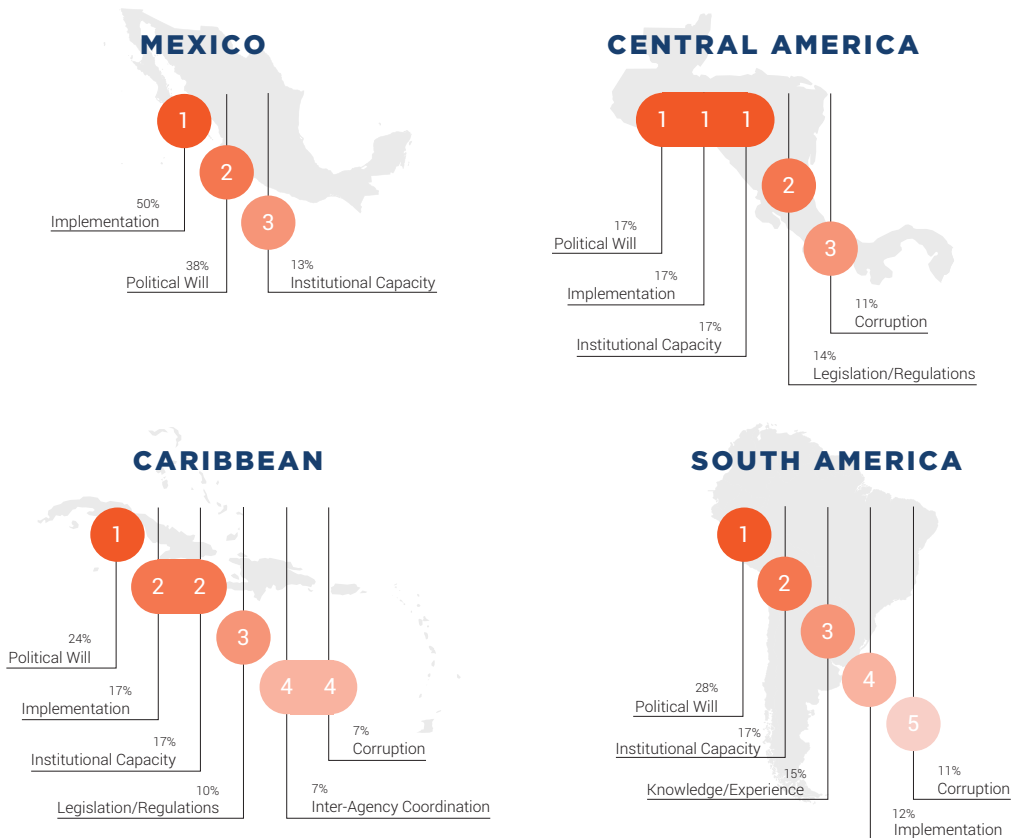 MEXICO
1
2
3
50%
Implementation
38%
Political Will
13%
Institutional Capacity
CENTRAL AMERICA
1 1 1
2
3
17%
Political Will
17%
Implementation
17%
Institutional Capacity
11%
Corruption
14%
Legislation/Regulations
CARIBBEAN
1
2 2
3
4 4
24%
Political Will
17%
Implementation
17%
Institutional Capacity
10%
Legislation/Regulations
7%
Corruption
7%
Inter-Agency Coordination
SOUTH AMERICA
1
2
3
4
5
28%
Political Will
17%
Institutional Capacity
15%
Knowledge/Experience
11%
Corruption
12%
Implementation